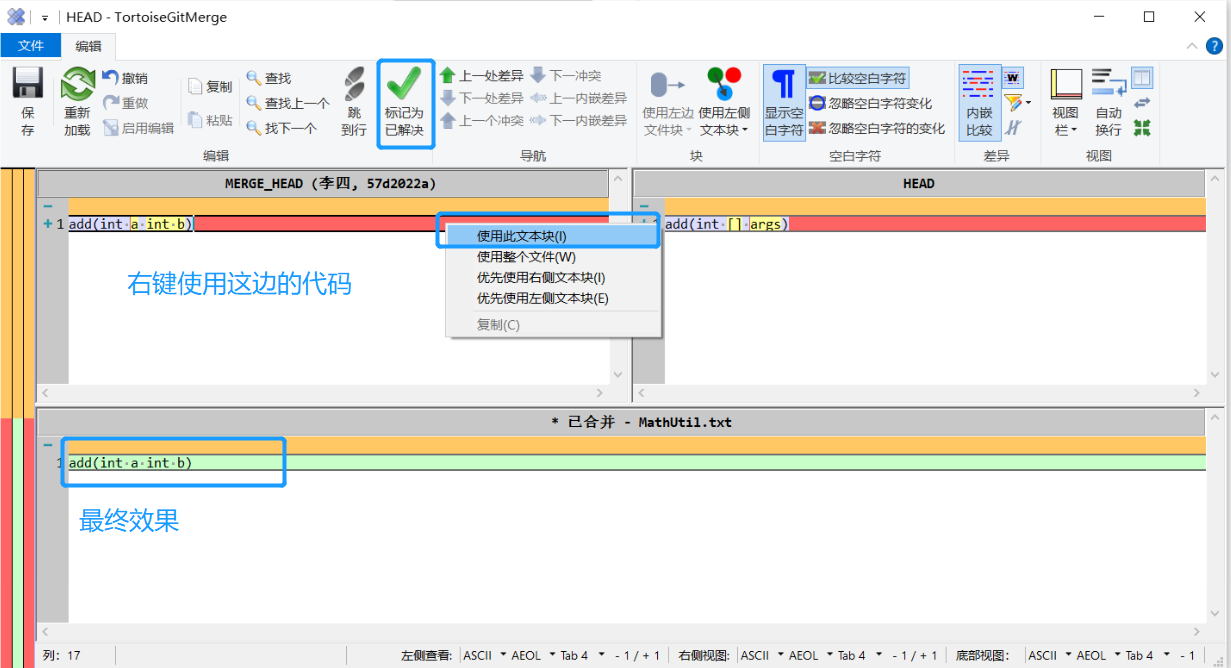 HEAD - TortoiseGitMerge
文件 编辑
保存
重新加载
撤销
重做
启用编辑
复制
粘贴
查找
查找上一个
找下一个
跳到行
标记为已解决
编辑
上一处差异 下一冲突
下一处差异 上一内嵌差异
上一个冲突 下一内嵌差异
导航
使用左边文件块
使用左侧文本块
块
显示空白字符
比较空白字符
忽略空白字符变化
忽略空白字符的变化
空白字符
内嵌比较
W
差异
视图栏
自动换行
视图
MERGE_HEAD (李四, 57d2022a)
1 add(int·a·int·b)
右键使用这边的代码
HEAD
1 add(int·[]·args)
使用此文本块(I)
使用整个文件(W)
优先使用右侧文本块(I)
优先使用左侧文本块(E)
复制(C)
* 已合并 - MathUtil.txt
1 add(int·a·int·b)
最终效果
列: 17 左侧查看: ASCII AEOL Tab 4 - 1 / + 1 右侧视图: ASCII AEOL Tab 4 - 1 / + 1 底部视图: ASCII AEOL Tab 4 - 1